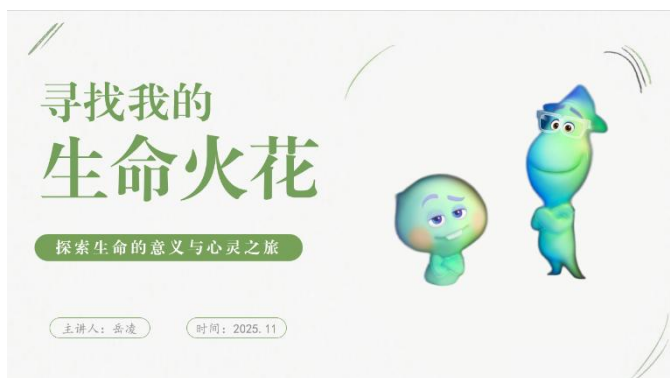 寻找我的
生命火花
探索生命的意义与心灵之旅
主讲人：岳凌
时间：2025.11